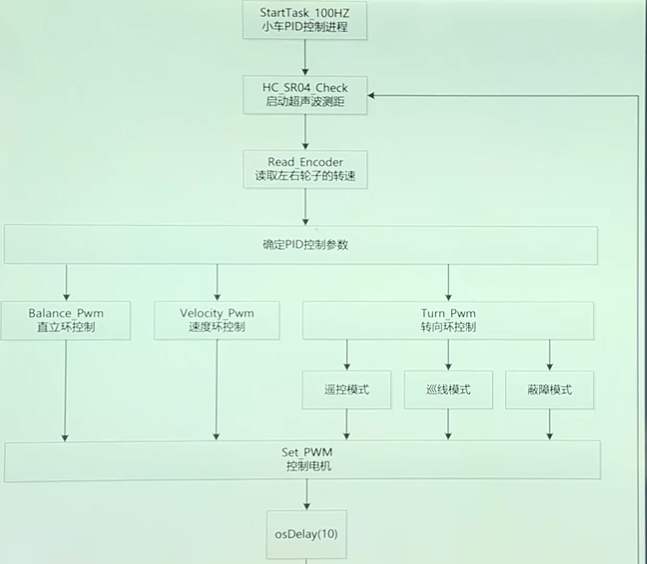 StartTask_100HZ
小车PID控制进程
HC_SR04_Check
启动超声波测距
Read_Encoder
读取左右轮子的转速
确定PID控制参数
Balance_Pwm
直立环控制
Velocity_Pwm
速度环控制
Turn_Pwm
转向环控制
遥控模式
巡线模式
蔽障模式
Set_PWM
控制电机
osDelay(10)